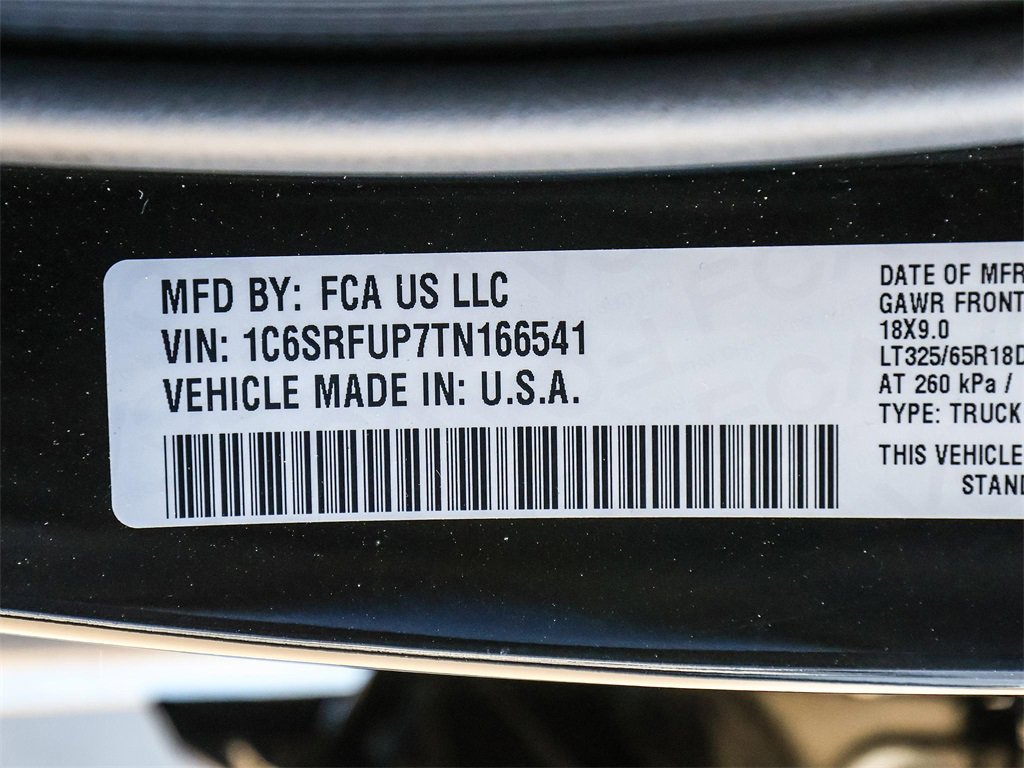 MFD BY: FCA US LLC
VIN: 1C6SRFUP7TN166541
VEHICLE MADE IN: U.S.A.
DATE OF MFR
GAWR FRONT
18X9.0
LT325/65R18D
AT 260 kPa /
TYPE: TRUCK
THIS VEHICLE
STAND